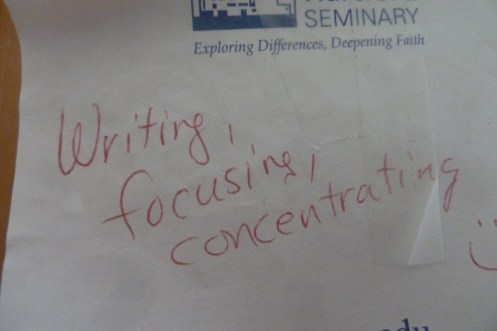 SEMINARY
Exploring Differences, Deepening Faith
Writing,
focusing,
concentrating